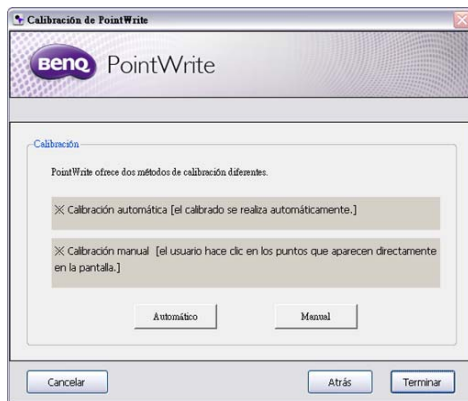 Calibración de PointWrite
BenQ PointWrite
Calibración
PointWrite ofrece dos métodos de calibración diferentes.
※ Calibración automática [el calibrado se realiza automáticamente.]
※ Calibración manual [el usuario hace clic en los puntos que aparecen directamente
en la pantalla.]
Automático Manual
Cancelar Atrás Terminar